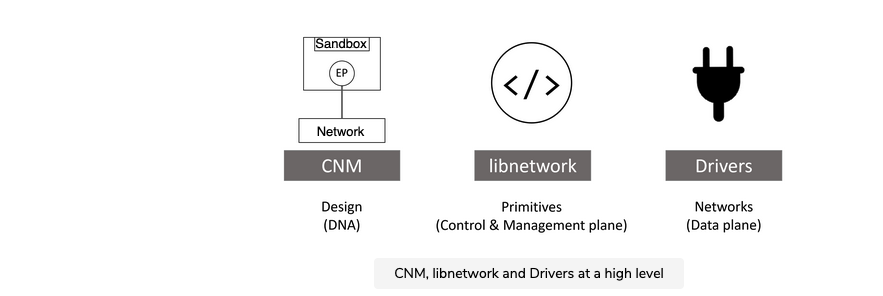 Sandbox
EP
Network
</>
CNM
libnetwork
Drivers
Design
(DNA)
Primitives
(Control & Management plane)
Networks
(Data plane)
CNM, libnetwork and Drivers at a high level